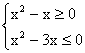 x² − x ≥ 0
x² − 3x ≤ 0